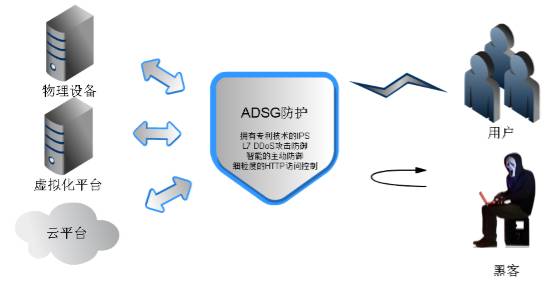 物理设备
虚拟化平台
云平台
ADSG防护
拥有专利技术的IPS
L7 DDoS攻击防御
智能的主动防御
细粒度的HTTP访问控制
用户
黑客